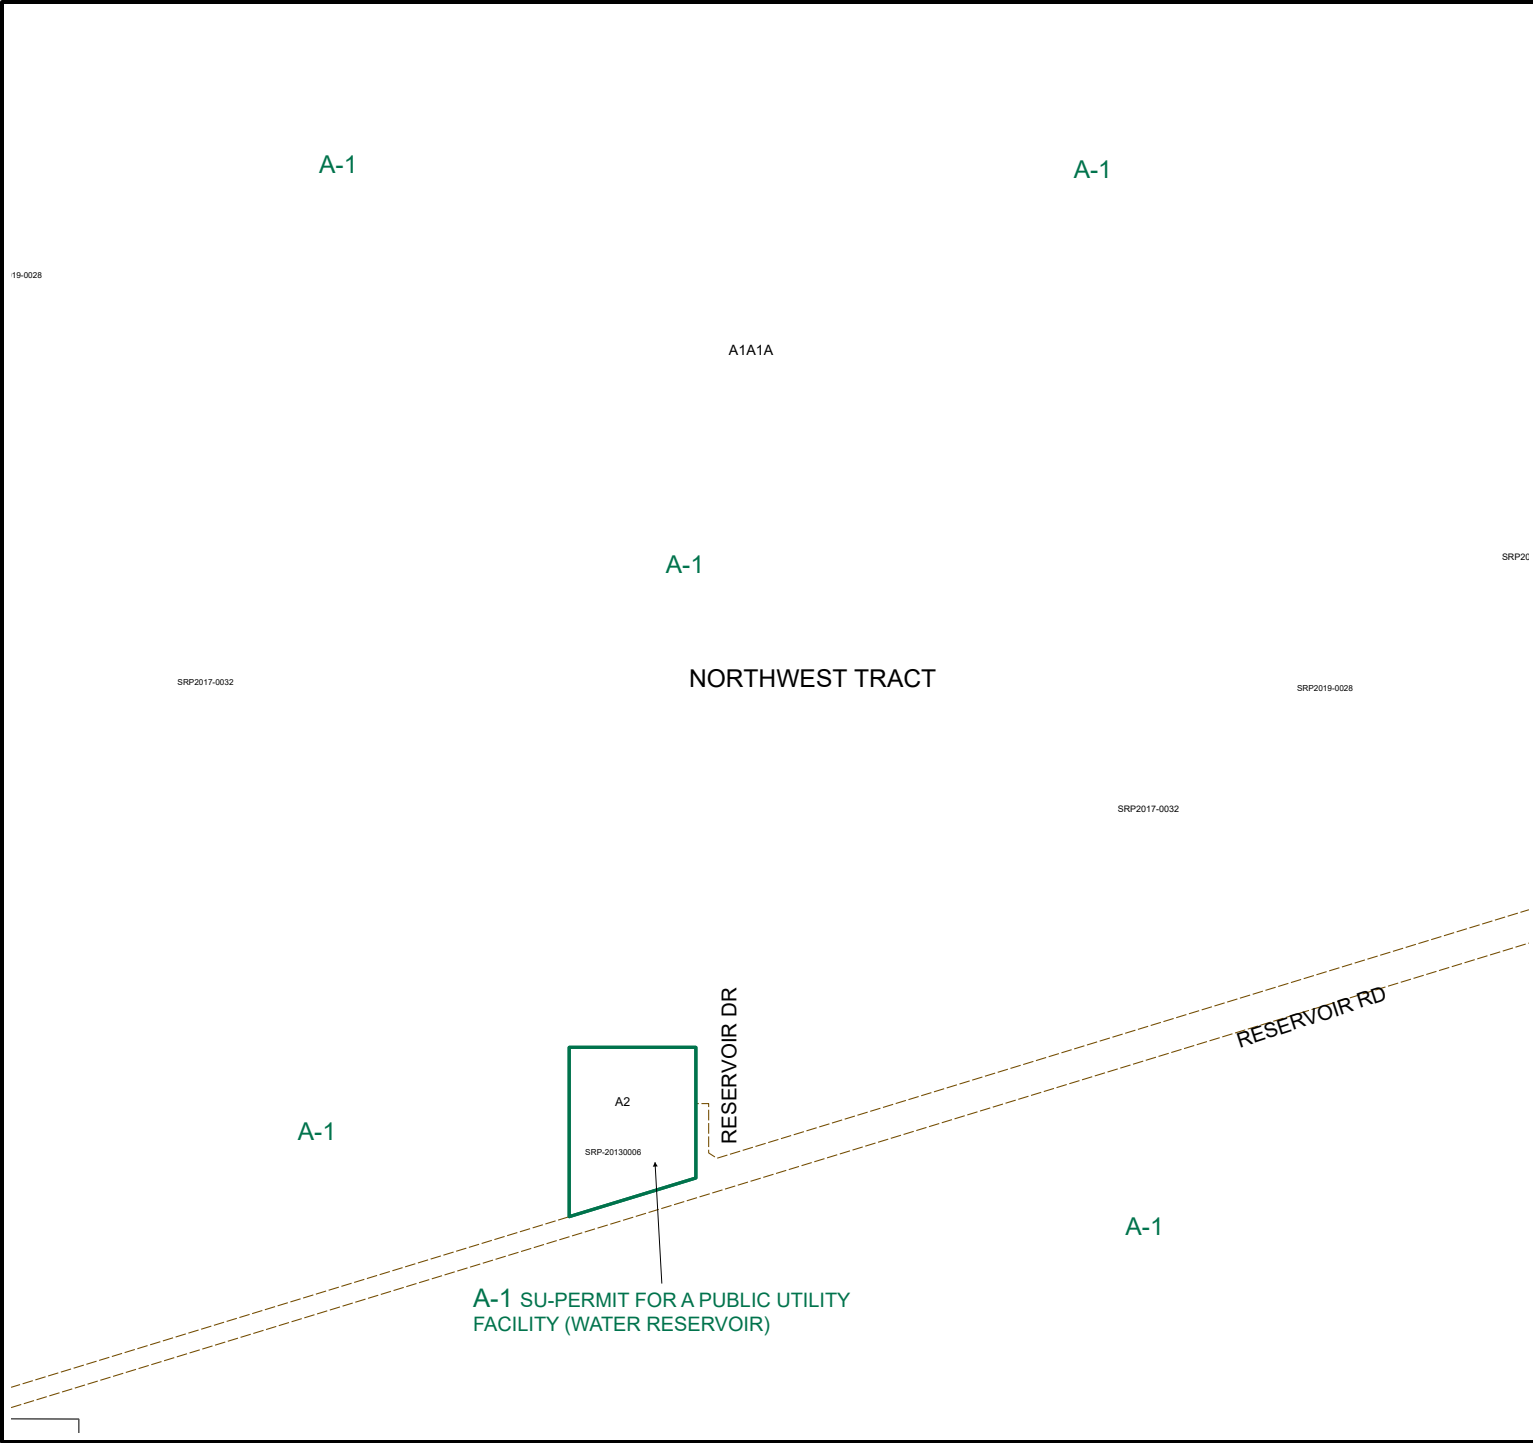 A-1
A-1
19-0028
A1A1A
SRP20
A-1
NORTHWEST TRACT
SRP2017-0032
SRP2019-0028
SRP2017-0032
RESERVOIR DR
RESERVOIR RD
A2
A-1
SRP-20130006
A-1
A-1 SU-PERMIT FOR A PUBLIC UTILITY
FACILITY (WATER RESERVOIR)